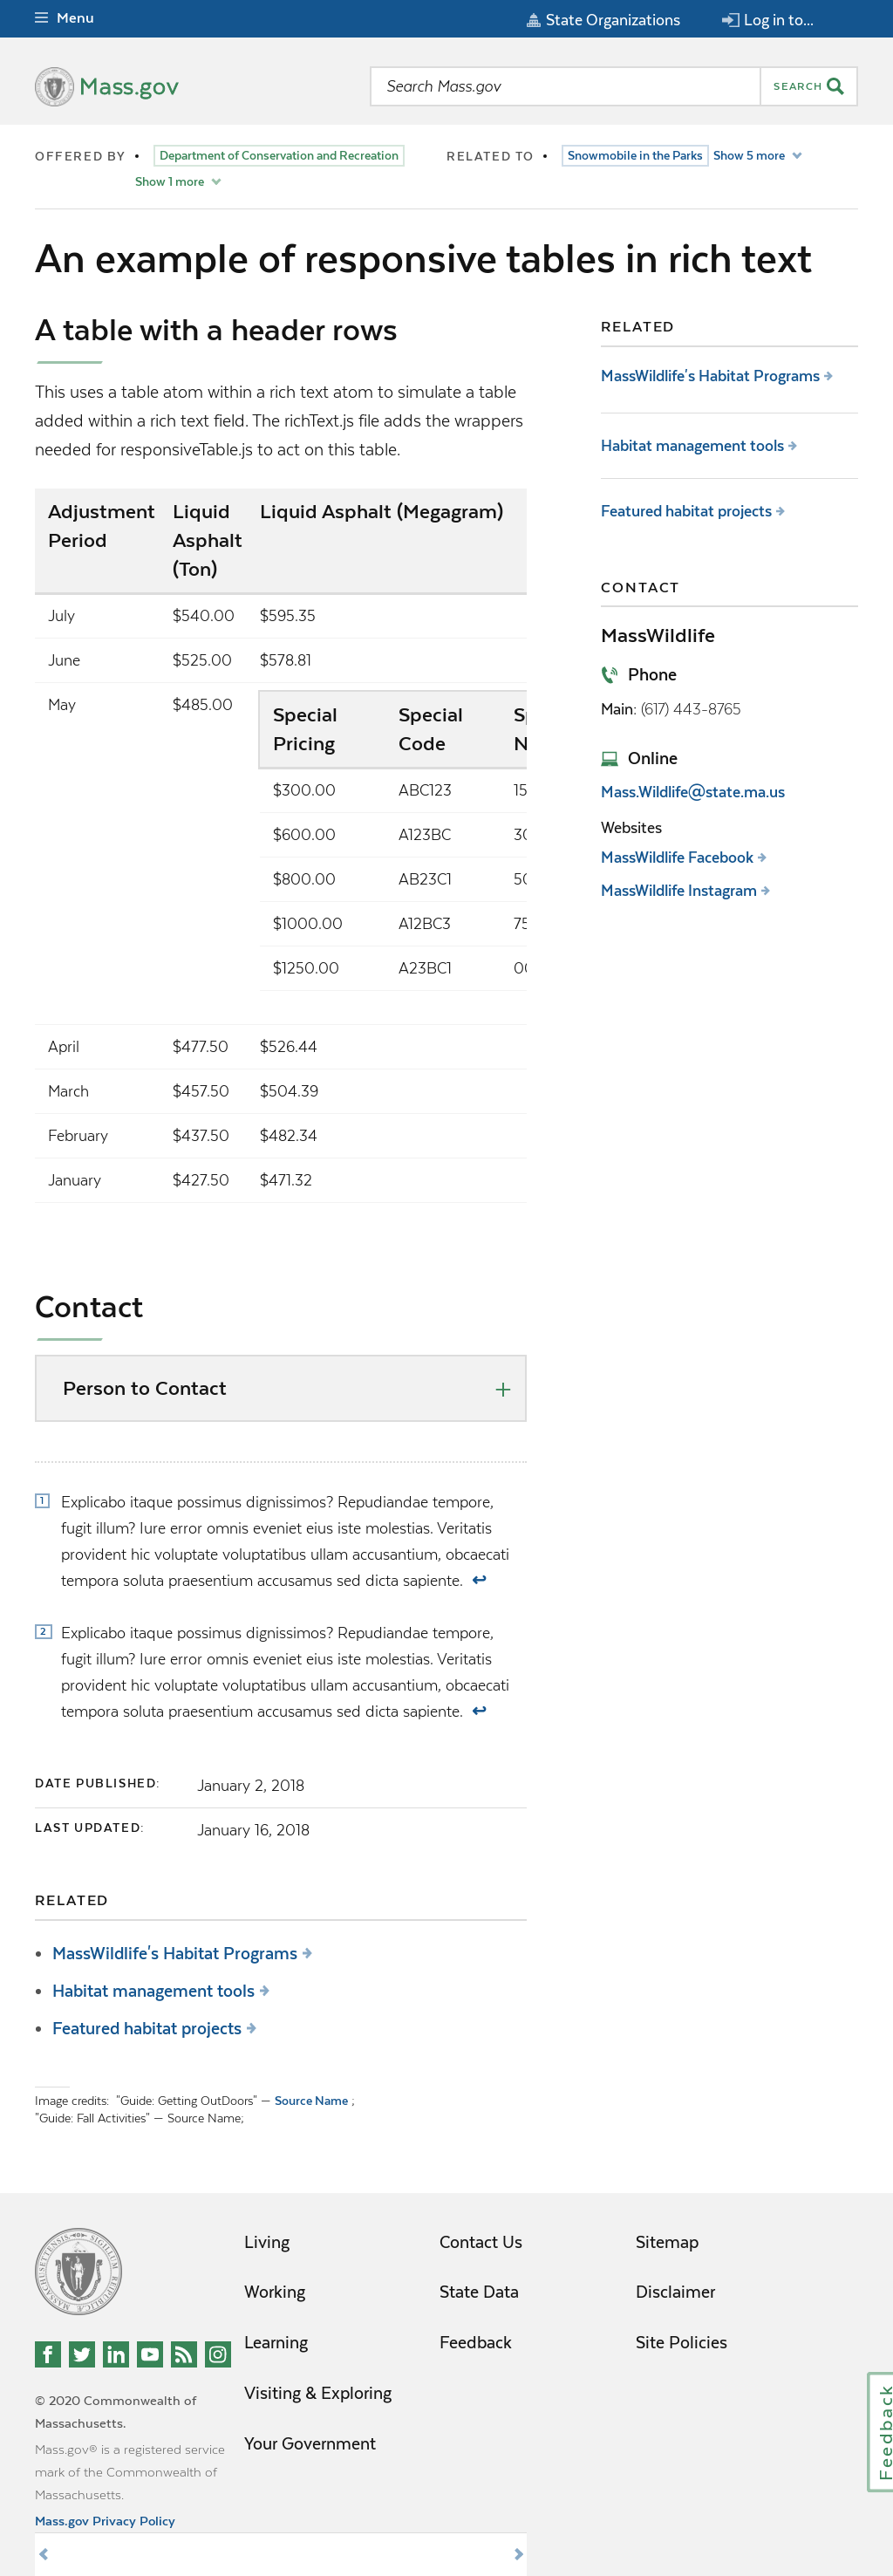 Menu
State Organizations
Log in to...
Mass.gov
Search Mass.gov
SEARCH
OFFERED BY • Department of Conservation and Recreation
Show 1 more
RELATED TO • Snowmobile in the Parks Show 5 more
An example of responsive tables in rich text
A table with a header rows
This uses a table atom within a rich text atom to simulate a table
added within a rich text field. The richText.js file adds the wrappers
needed for responsiveTable.js to act on this table.
Adjustment Liquid Liquid Asphalt (Megagram)
Period Asphalt
(Ton)
July $540.00 $595.35
June $525.00 $578.81
May $485.00
Special Special
Pricing Code
$300.00 ABC123
$600.00 A123BC
$800.00 AB23C1
$1000.00 A12BC3
$1250.00 A23BC1
April $477.50 $526.44
March $457.50 $504.39
February $437.50 $482.34
January $427.50 $471.32
RELATED
MassWildlife's Habitat Programs
Habitat management tools
Featured habitat projects
CONTACT
MassWildlife
Phone
Main: (617) 443-8765
Online
Mass.Wildlife@state.ma.us
Websites
MassWildlife Facebook
MassWildlife Instagram
Contact
Person to Contact
1 Explicabo itaque possimus dignissimos? Repudiandae tempore,
fugit illum? Iure error omnis eveniet eius iste molestias. Veritatis
provident hic voluptate voluptatibus ullam accusantium, obcaecati
tempora soluta praesentium accusamus sed dicta sapiente. ↩
2 Explicabo itaque possimus dignissimos? Repudiandae tempore,
fugit illum? Iure error omnis eveniet eius iste molestias. Veritatis
provident hic voluptate voluptatibus ullam accusantium, obcaecati
tempora soluta praesentium accusamus sed dicta sapiente. ↩
DATE PUBLISHED: January 2, 2018
LAST UPDATED: January 16, 2018
RELATED
• MassWildlife's Habitat Programs
• Habitat management tools
• Featured habitat projects
Image credits: "Guide: Getting OutDoors" — Source Name ;
"Guide: Fall Activities" — Source Name;
Living
Working
Learning
Visiting & Exploring
Your Government
Contact Us
State Data
Feedback
Sitemap
Disclaimer
Site Policies
© 2020 Commonwealth of
Massachusetts.
Mass.gov® is a registered service
mark of the Commonwealth of
Massachusetts.
Mass.gov Privacy Policy
Feedback